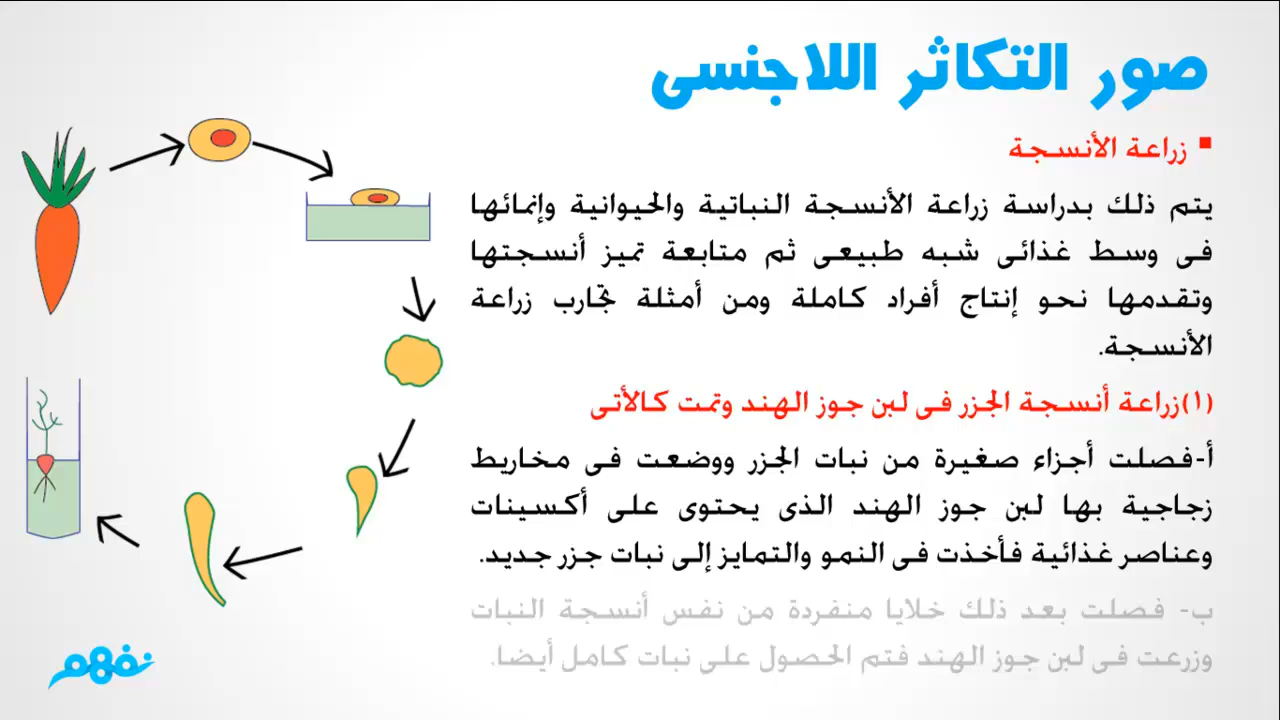 صور التكاثر اللاجنسى
زراعة الأنسجة
يتم ذلك بدراسة زراعة الأنسجة النباتية والحيوانية وإنمائها
فى وسط غذائى شبه طبيعى ثم متابعة تميز أنسجتها
وتقدمها نحو إنتاج أفراد كاملة ومن أمثلة تجارب زراعة
الأنسجة.
(١)زراعة أنسجة الجزر فى لبن جوز الهند وتمت كالأتى
أ-فصلت أجزاء صغيرة من نبات الجزر ووضعت فى مخاريط
زجاجية بها لبن جوز الهند الذى يحتوى على أكسينات
وعناصر غذائية فأخذت فى النمو والتمايز إلى نبات جزر جديد.
ب- فصلت بعد ذلك خلايا منفردة من نفس أنسجة النبات
وزرعت فى لبن جوز الهند فتم الحصول على نبات كامل أيضا.
نفهم